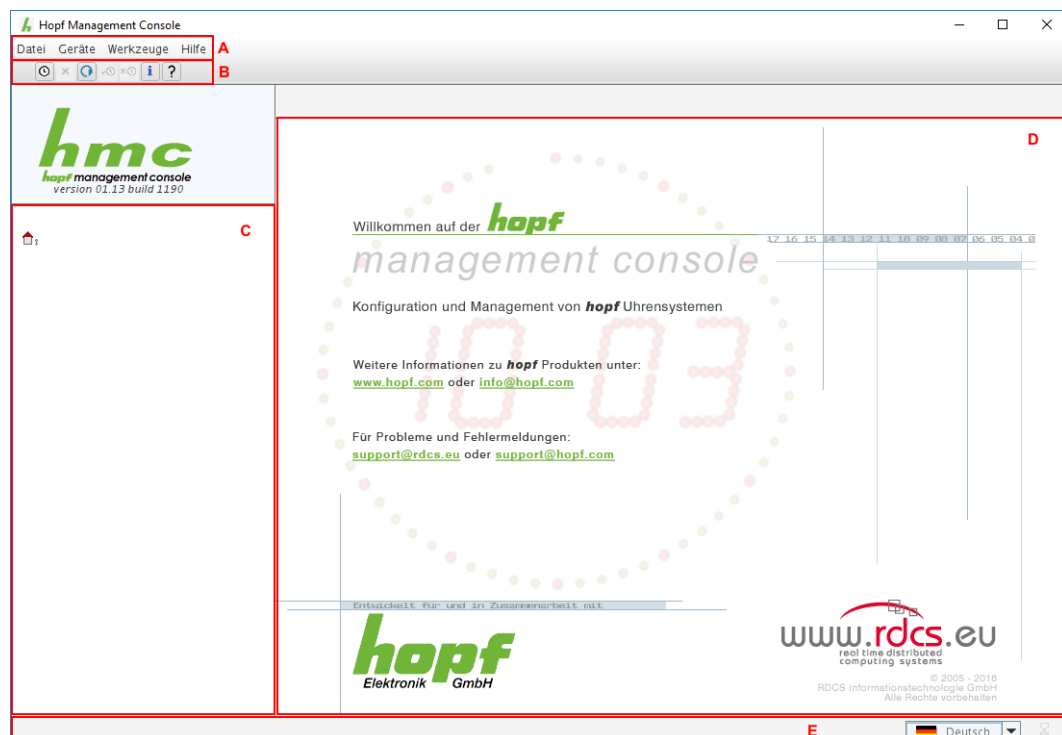 Hopf Management Console
Datei Geräte Werkzeuge Hilfe A
B
hmc
hopf management console
version 01.13 build 1190
C
D
Willkommen auf der hopf
17 16 15 14 13 12 11 10 09 08 07 06 05 04 0
management console
Konfiguration und Management von hopf Uhrensystemen
10 03
Weitere Informationen zu hopf Produkten unter:
www.hopf.com oder info@hopf.com
Für Probleme und Fehlermeldungen:
support@rdcs.eu oder support@hopf.com
Entwickelt für und in Zusammenarbeit mit
hopf
Elektronik GmbH
www.rdcs.eu
real time distributed
computing systems
© 2005 - 2016
RDCS Informationstechnologie GmbH
Alle Rechte vorbehalten
E
Deutsch